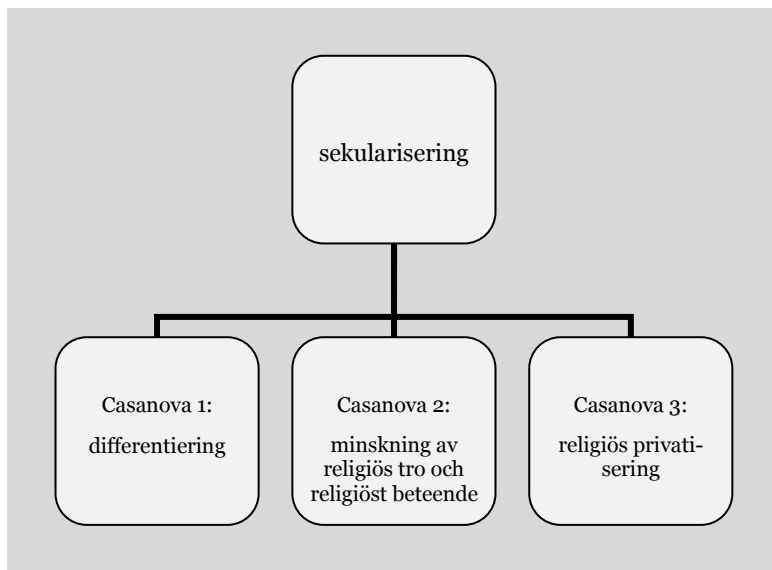 sekularisering
Casanova 1:
differentiering
Casanova 2:
minskning av
religiös tro och
religiöst beteende
Casanova 3:
religiös privati-
sering